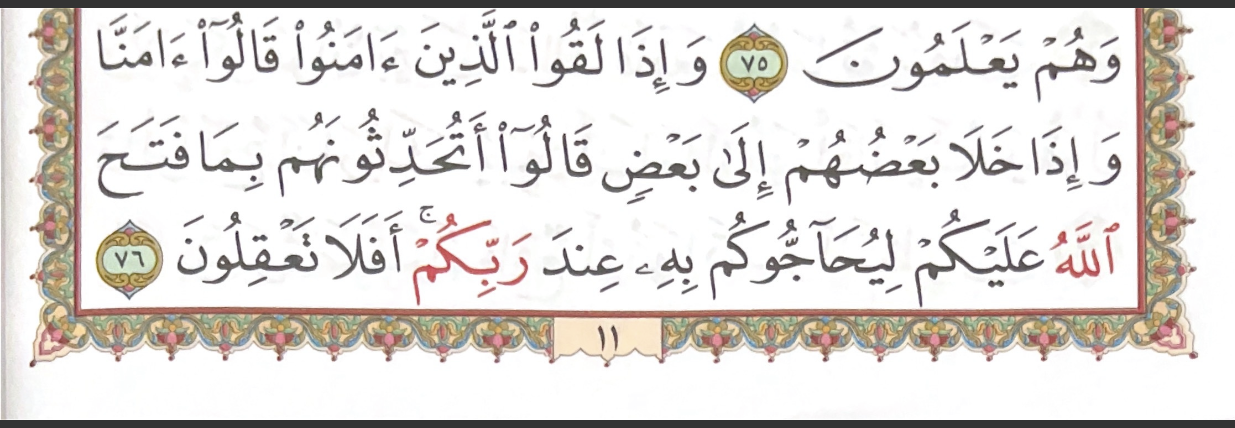 وَهُمْ يَعْلَمُونَ ٧٥ وَإِذَا لَقُوا۟ ٱلَّذِينَ ءَامَنُوا۟ قَالُوٓا۟ ءَامَنَّا
وَإِذَا خَلَا بَعْضُهُمْ إِلَىٰ بَعْضٍ قَالُوٓا۟ أَتُحَدِّثُونَهُم بِمَا فَتَحَ
ٱللَّهُ عَلَيْكُمْ لِيُحَآجُّوكُم بِهِۦ عِندَ رَبِّكُمْ ۚ أَفَلَا تَعْقِلُونَ ٧٦
١١